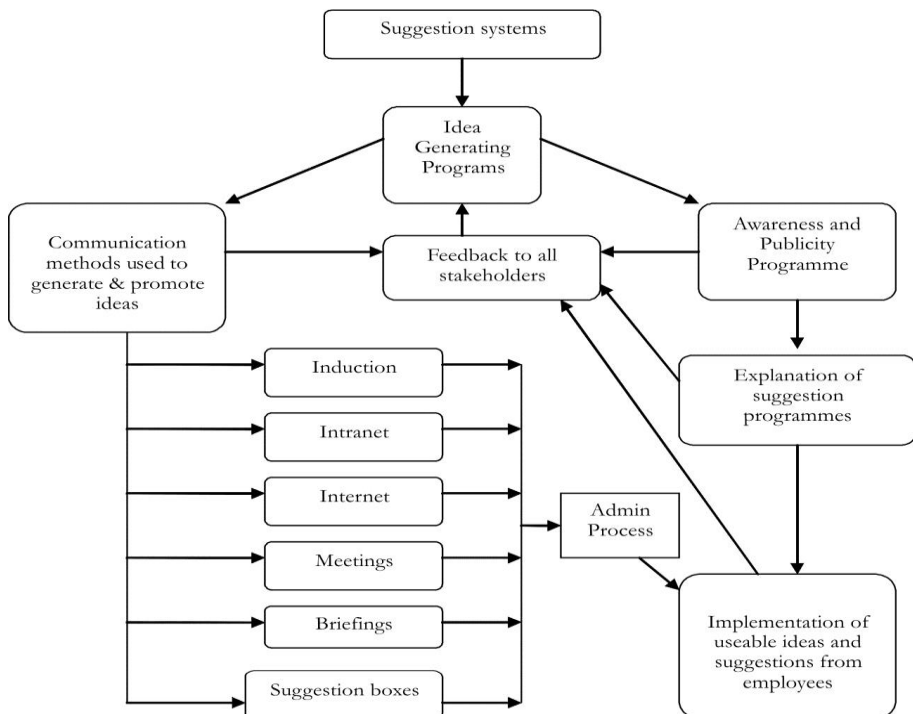 Suggestion systems
Idea
Generating
Programs
Communication
methods used to
generate & promote
ideas
Feedback to all
stakeholders
Awareness and
Publicity
Programme
Induction
Explanation of
suggestion
programmes
Intranet
Internet
Admin
Process
Meetings
Briefings
Implementation of
useable ideas and
suggestions from
employees
Suggestion boxes